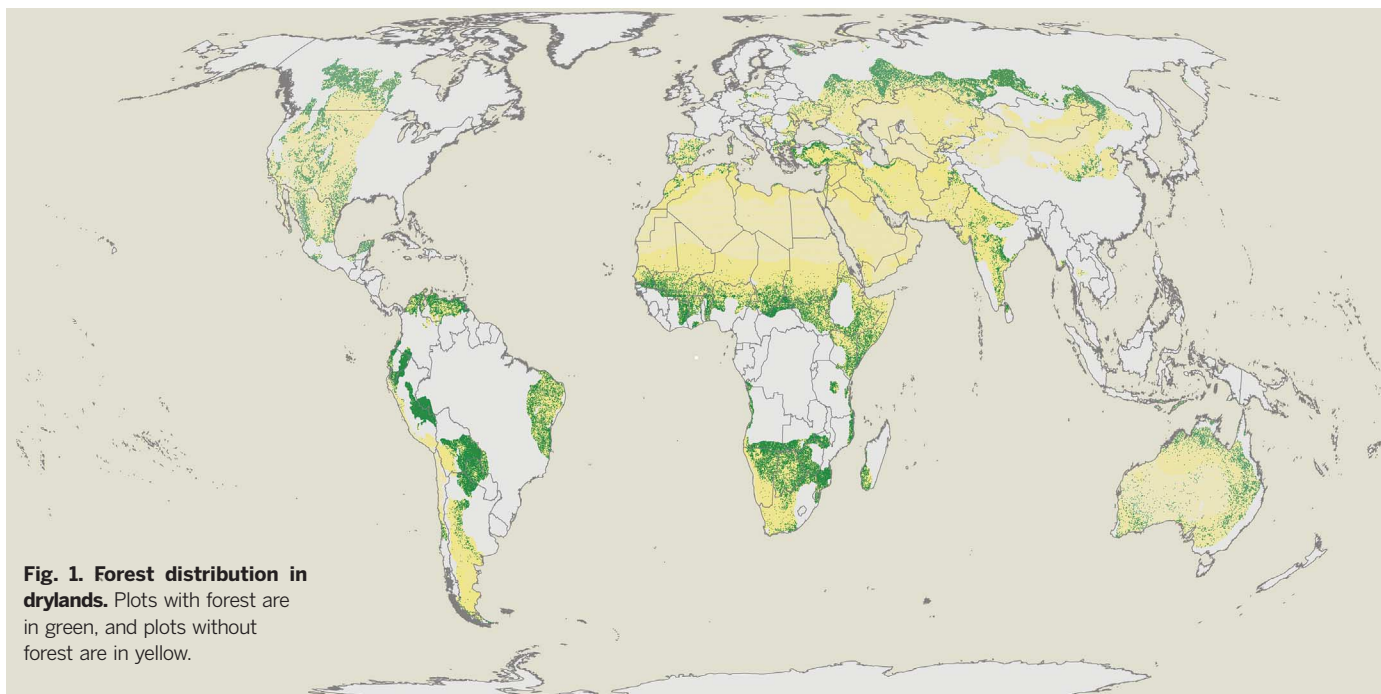 Fig. 1. Forest distribution in
drylands. Plots with forest are
in green, and plots without
forest are in yellow.